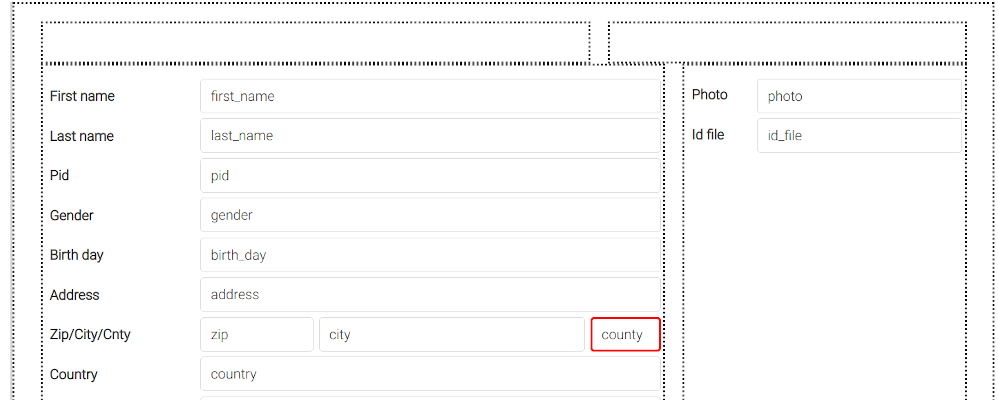 First name first_name
Last name last_name
Pid pid
Gender gender
Birth day birth_day
Address address
Zip/City/Cnty zip city county
Country country
Photo photo
Id file id_file